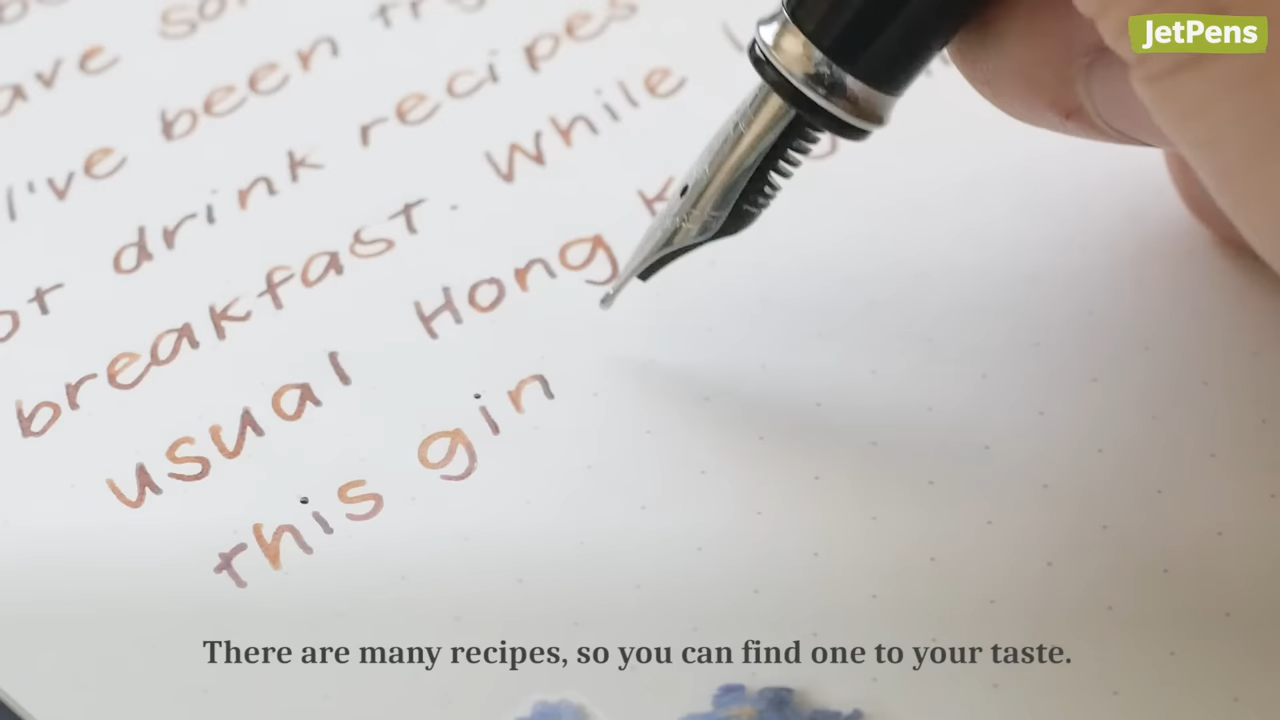 JetPens
ave
I've been try
drink recipes
breakfast. While
usual Hong k
this gin
There are many recipes, so you can find one to your taste.